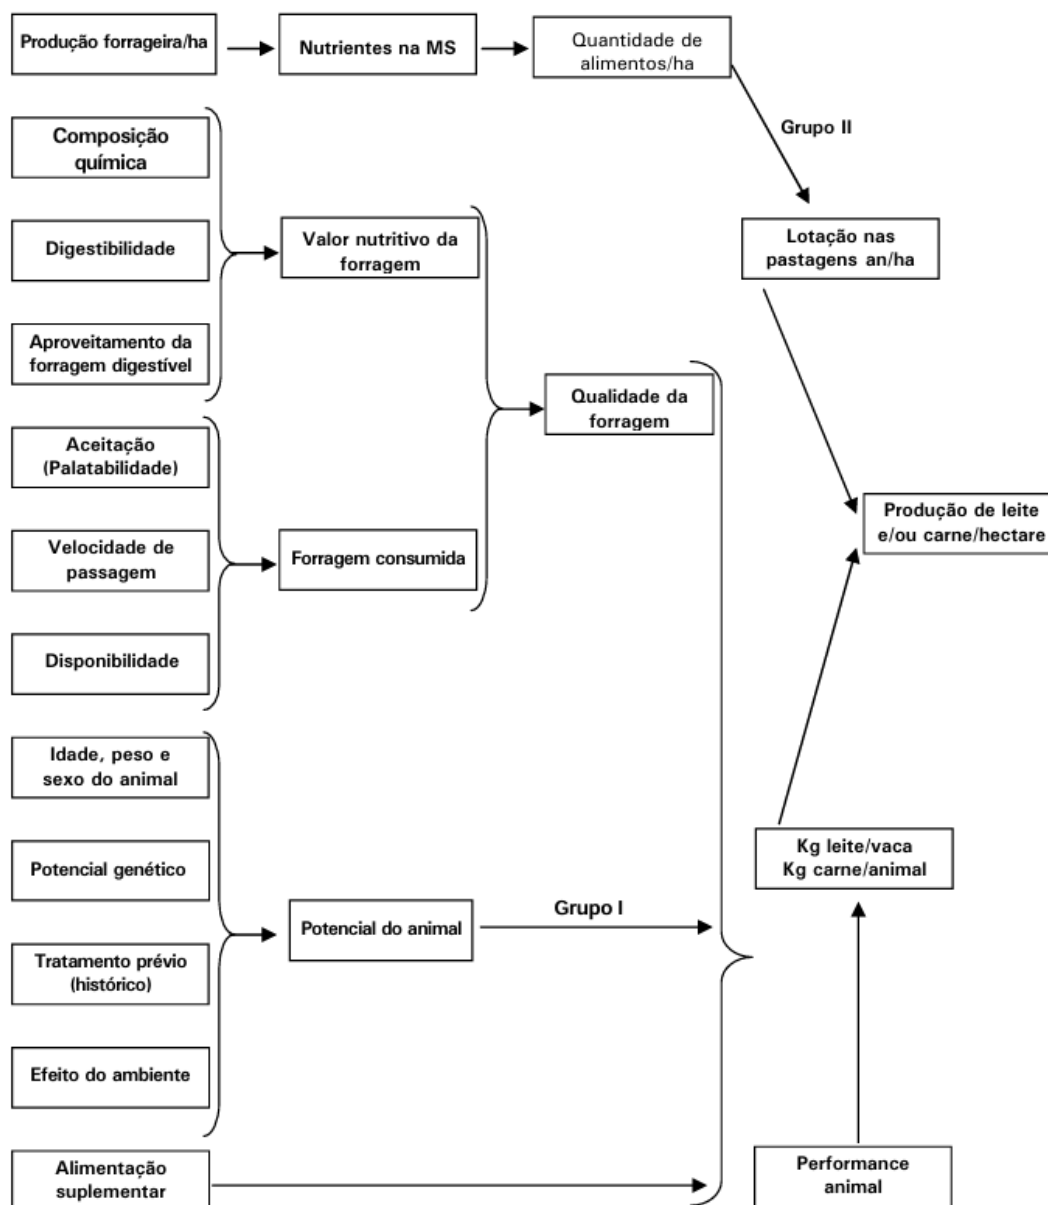 Produção forrageira/ha
Nutrientes na MS
Quantidade de
alimentos/ha
Grupo II
Composição
química
Digestibilidade
Aproveitamento da
forragem digestível
Valor nutritivo da
forragem
Lotação nas
pastagens an/ha
Aceitação
(Palatabilidade)
Velocidade de
passagem
Disponibilidade
Forragem consumida
Qualidade da
forragem
Produção de leite
e/ou carne/hectare
Idade, peso e
sexo do animal
Potencial genético
Tratamento prévio
(histórico)
Efeito do ambiente
Potencial do animal
Grupo I
Kg leite/vaca
Kg carne/animal
Alimentação
suplementar
Performance
animal